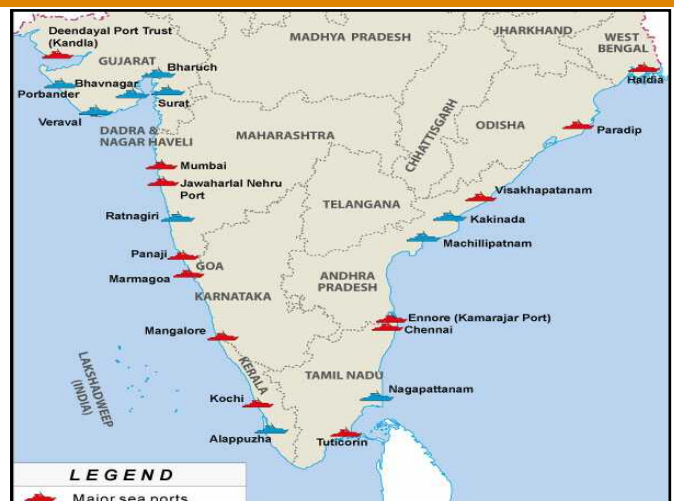 Deendayal Port Trust
(Kandla)
MADHYA PRADESH
JHARKHAND
WEST
BENGAL
GUJARAT
Bharuch
Bhavnagar
Porbander
Surat
Haldia
Veraval
DADRA &
NAGAR HAVELI
MAHARASHTRA
CHHATTISGARH
ODISHA
Paradip
Mumbai
Jawaharlal Nehru
Port
Visakhapatanam
TELANGANA
Ratnagiri
Kakinada
Machillipatnam
Panaji
GOA
Marmagoa
ANDHRA
PRADESH
KARNATAKA
Ennore (Kamarajar Port)
Chennai
Mangalore
LAKSHADWEEP
(INDIA)
KERALA
TAMIL NADU
Nagapattanam
Kochi
Alappuzha
Tuticorin
LEGEND
Major sea ports